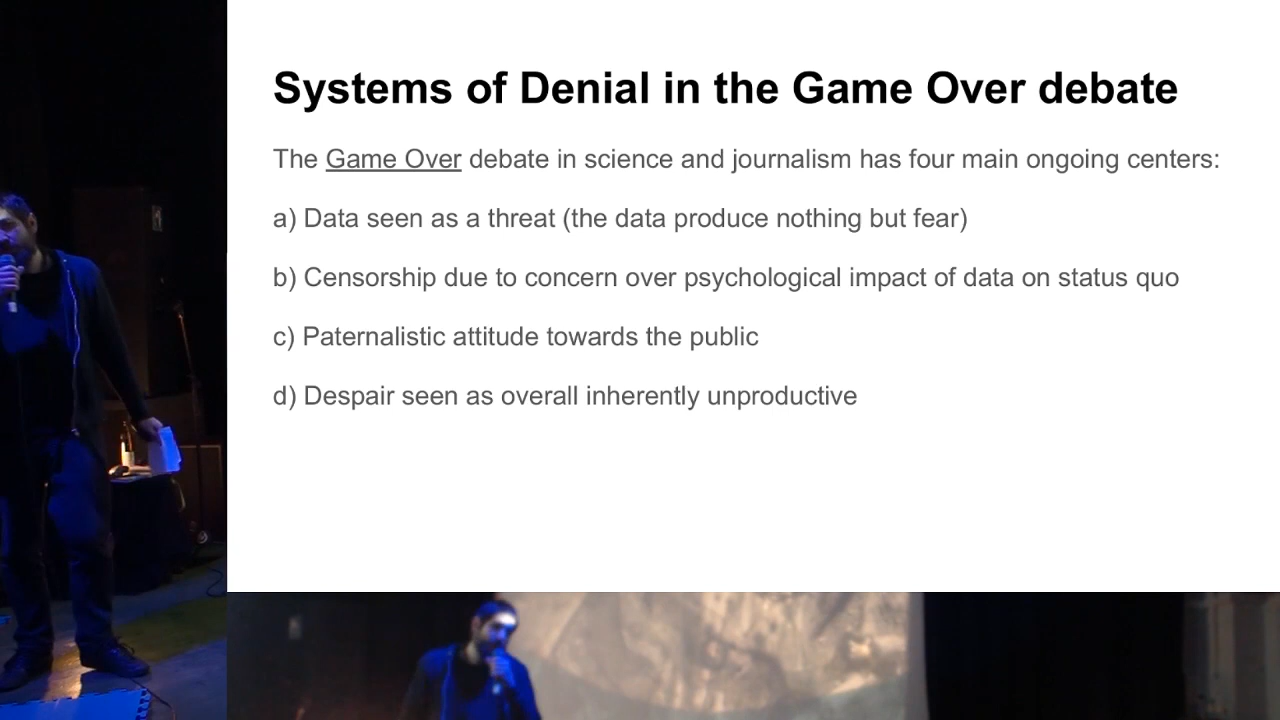 Systems of Denial in the Game Over debate
The Game Over debate in science and journalism has four main ongoing centers:
a) Data seen as a threat (the data produce nothing but fear)
b) Censorship due to concern over psychological impact of data on status quo
c) Paternalistic attitude towards the public
d) Despair seen as overall inherently unproductive